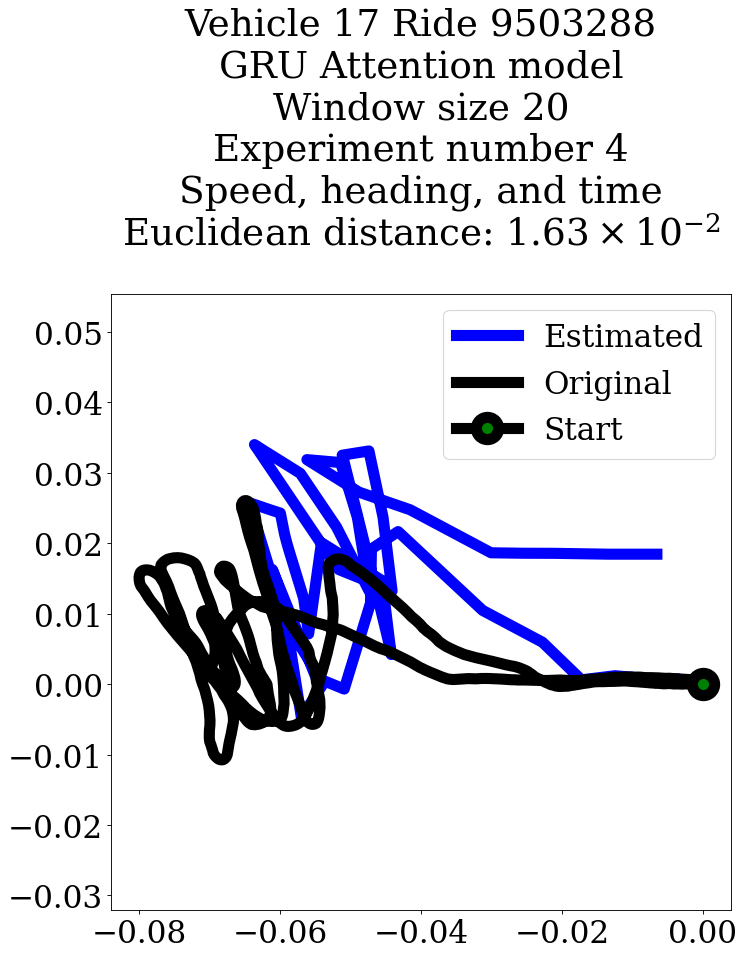 Vehicle 17 Ride 9503288
GRU Attention model
Window size 20
Experiment number 4
Speed, heading, and time
Euclidean distance: 1.63 × 10⁻²
Estimated
Original
Start
0.05
0.04
0.03
0.02
0.01
0.00
−0.01
−0.02
−0.03
−0.08
−0.06
−0.04
−0.02
0.00